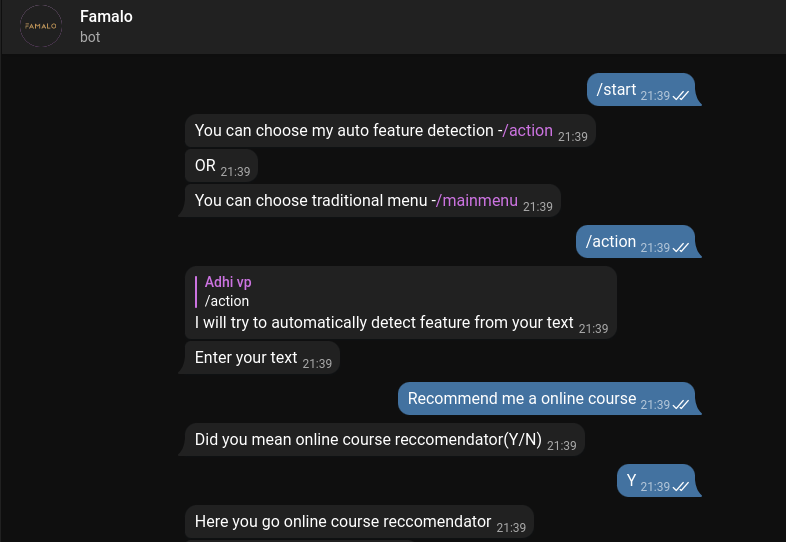 FAMALO
Famalo
bot
/start 21:39
You can choose my auto feature detection -/action 21:39
OR 21:39
You can choose traditional menu -/mainmenu 21:39
/action 21:39
Adhi vp
/action
I will try to automatically detect feature from your text 21:39
Enter your text 21:39
Recommend me a online course 21:39
Did you mean online course reccomendator(Y/N) 21:39
Y 21:39
Here you go online course reccomendator 21:39